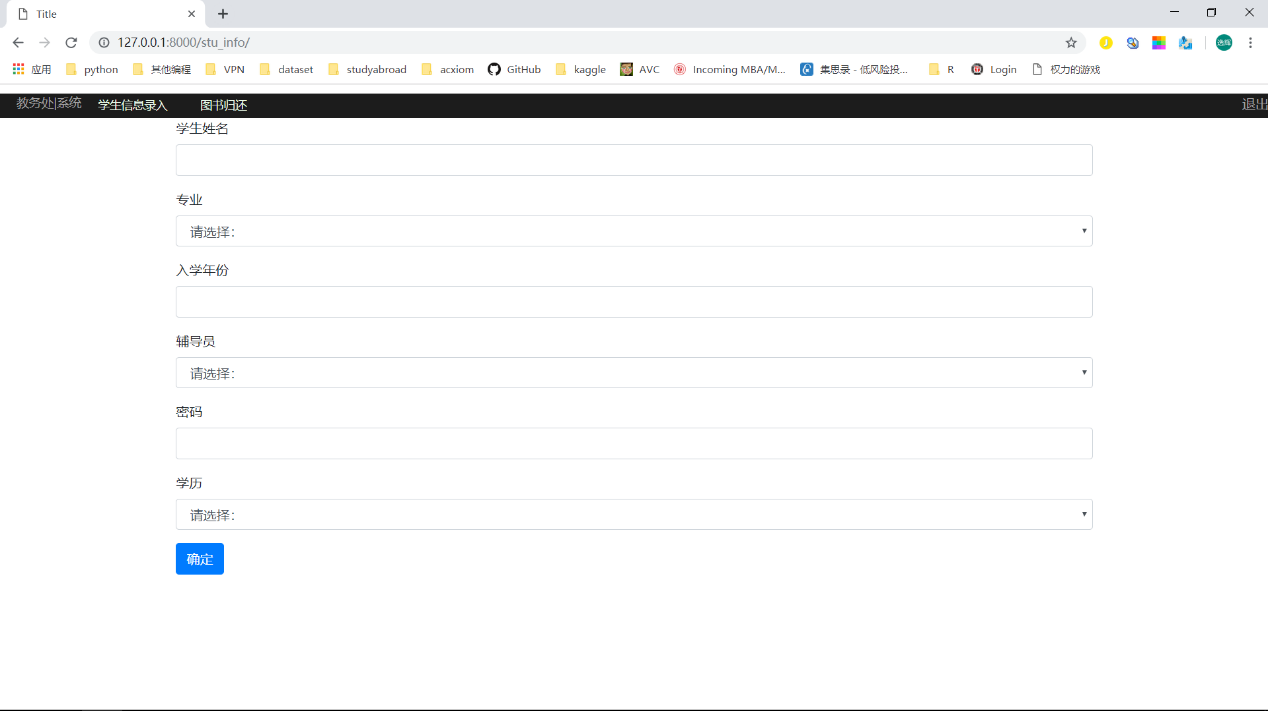 Title
127.0.0.1:8000/stu_info/
应用 python 其他编程 VPN dataset studyabroad acxiom GitHub kaggle AVC Incoming MBA/M... 集思录 - 低风险投... R Login 权力的游戏
教务处|系统 学生信息录入 图书归还 退出
学生姓名
专业
请选择：
入学年份
辅导员
请选择：
密码
学历
请选择：
确定